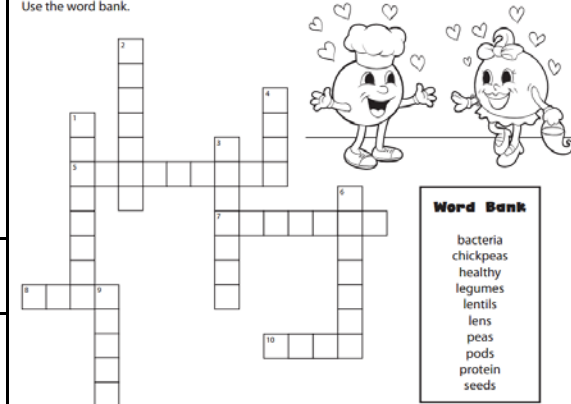 Use the word bank.
2
4
1
3
5
6
7
8
9
10
Word Bank
bacteria
chickpeas
healthy
legumes
lentils
lens
peas
pods
protein
seeds